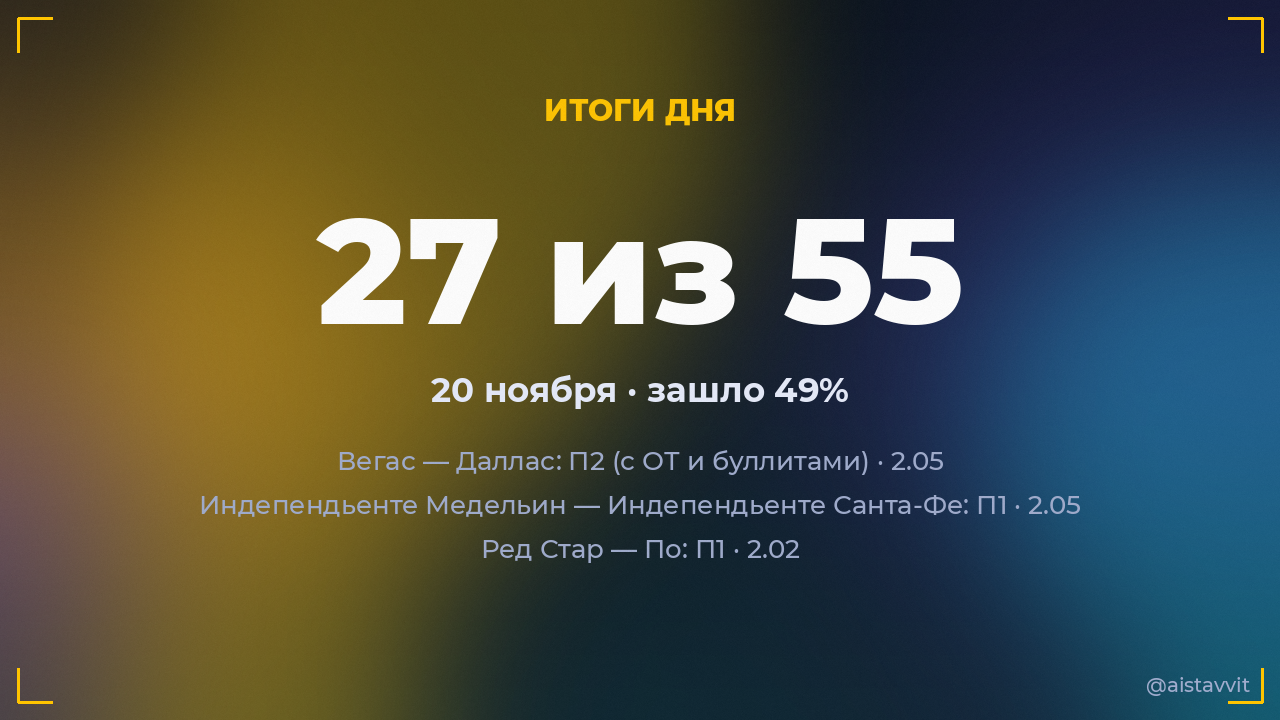 ИТОГИ ДНЯ
27 из 55
20 ноября · зашло 49%
Вегас — Даллас: П2 (с ОТ и буллитами) · 2.05
Индепендьенте Медельин — Индепендьенте Санта-Фе: П1 · 2.05
Ред Стар — По: П1 · 2.02
@aistavvit